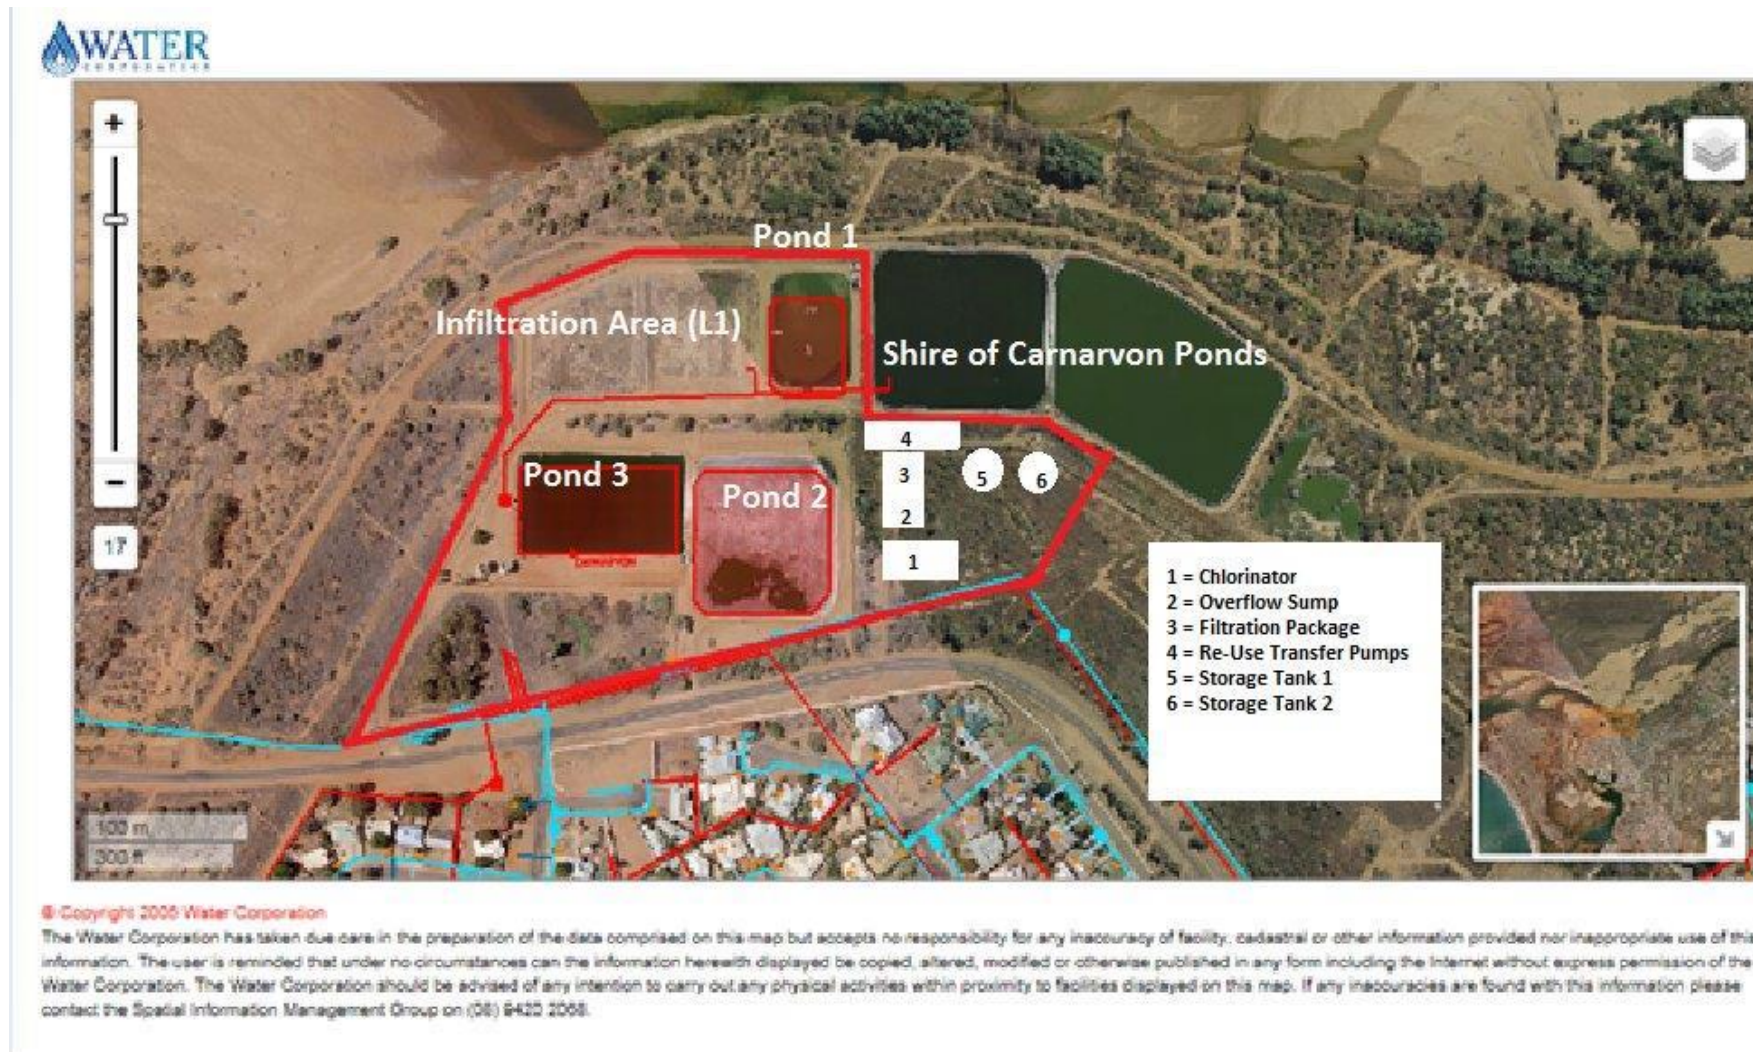 WATER
CORPORATION
+
−
17
Pond 1
Infiltration Area (L1)
Shire of Carnarvon Ponds
Pond 3
Pond 2
4
3
5
6
2
1
CARNARVON
1 = Chlorinator
2 = Overflow Sump
3 = Filtration Package
4 = Re-Use Transfer Pumps
5 = Storage Tank 1
6 = Storage Tank 2
100 m
300 ft
The Water Corporation has taken due care in the preparation of the data comprised on this map but accepts no responsibility for any inaccuracy of facility, cadastral or other information provided nor inappropriate use of this
information. The user is reminded that under no circumstances can the information herewith displayed be copied, altered, modified or otherwise published in any form including the Internet without express permission of the
Water Corporation. The Water Corporation should be advised of any intention to carry out any physical activities within proximity to facilities displayed on this map. If any inaccuracies are found with this information please
contact the Spatial Information Management Group on (08) 9420